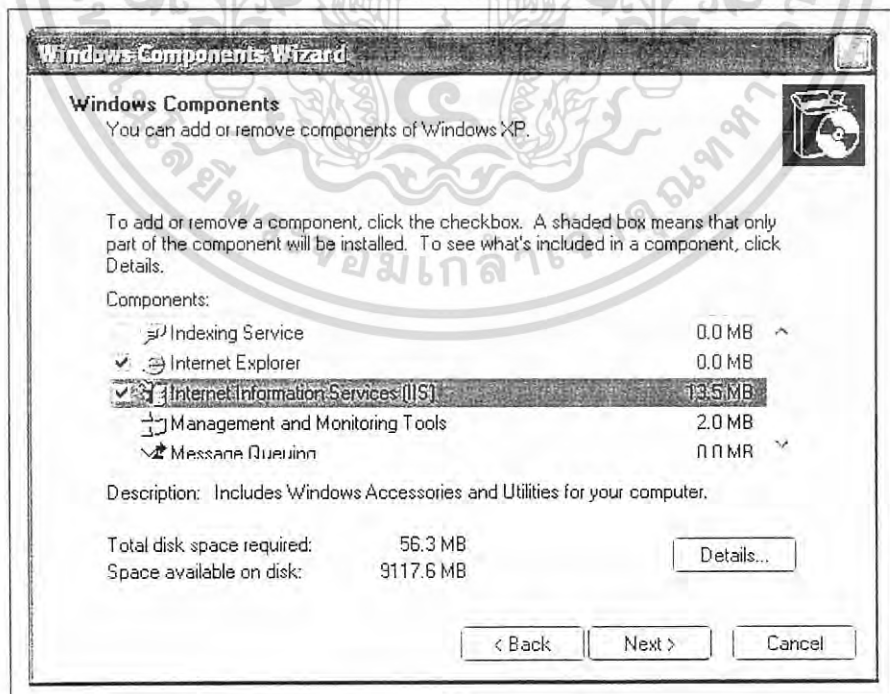 Windows Components Wizard
Windows Components
You can add or remove components of Windows XP.
To add or remove a component, click the checkbox. A shaded box means that only
part of the component will be installed. To see what's included in a component, click
Details.
Components:
Indexing Service 0.0 MB
Internet Explorer 0.0 MB
Internet Information Services (IIS) 13.5 MB
Management and Monitoring Tools 2.0 MB
Message Queuing 0.0 MB
Description: Includes Windows Accessories and Utilities for your computer.
Total disk space required: 56.3 MB
Space available on disk: 9117.6 MB
Details...
< Back Next > Cancel